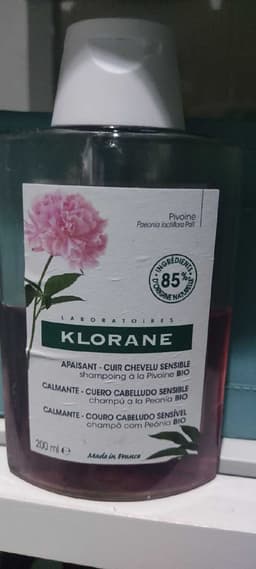 Pivoine
Paeonia lactiflora Pall
INGRÉDIENTS
85%
D'ORIGINE NATURELLE
LABORATOIRES
KLORANE
APAISANT - CUIR CHEVELU SENSIBLE
shampoing à la Pivoine BIO
CALMANTE - CUERO CABELLUDO SENSIBLE
champú a la Peonía BIO
CALMANTE - COURO CABELUDO SENSÍVEL
champô com Peónia BIO
200 ml ℮
Made in France